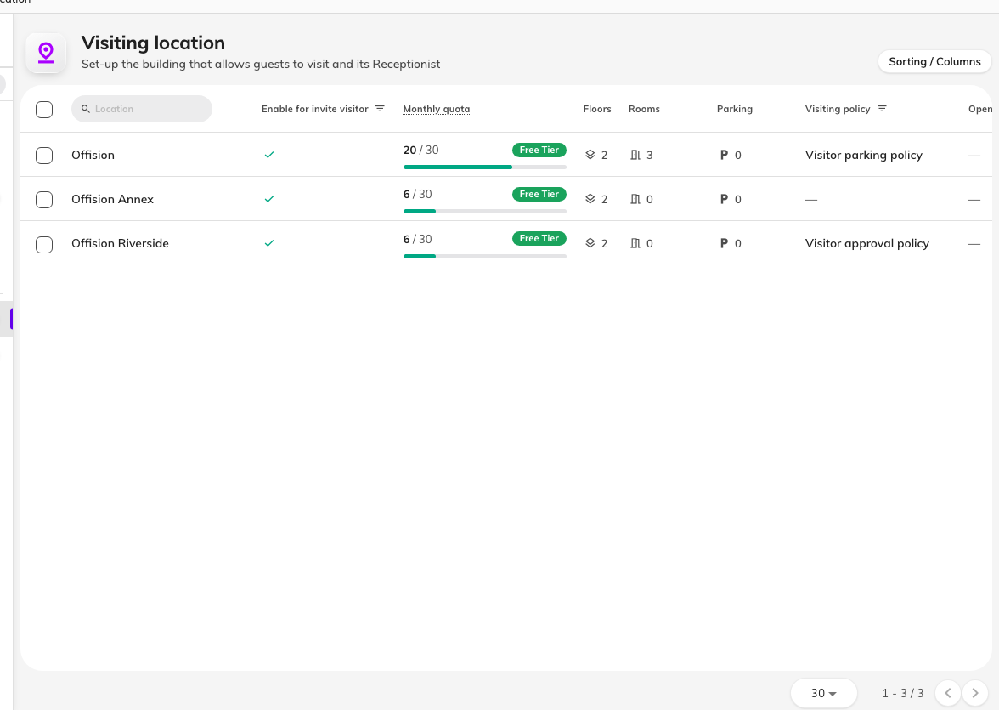 Visiting location
Set-up the building that allows guests to visit and its Receptionist
Sorting / Columns
Location Enable for invite visitor Monthly quota Floors Rooms Parking Visiting policy Open
Offision 20 / 30 Free Tier 2 3 P 0 Visitor parking policy —
Offision Annex 6 / 30 Free Tier 2 0 P 0 — —
Offision Riverside 6 / 30 Free Tier 2 0 P 0 Visitor approval policy —
30 1 - 3 / 3